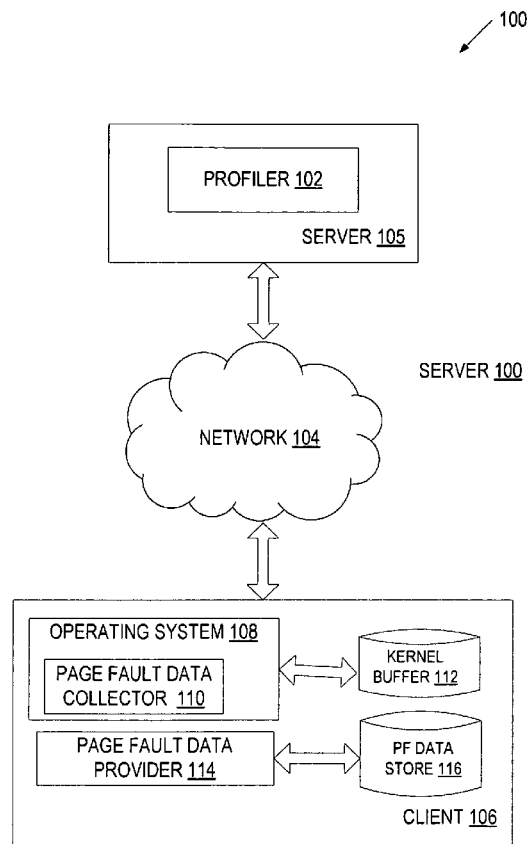 100
PROFILER 102
SERVER 105
SERVER 100
NETWORK 104
OPERATING SYSTEM 108
PAGE FAULT DATA
COLLECTOR 110
KERNEL
BUFFER 112
PAGE FAULT DATA
PROVIDER 114
PF DATA
STORE 116
CLIENT 106